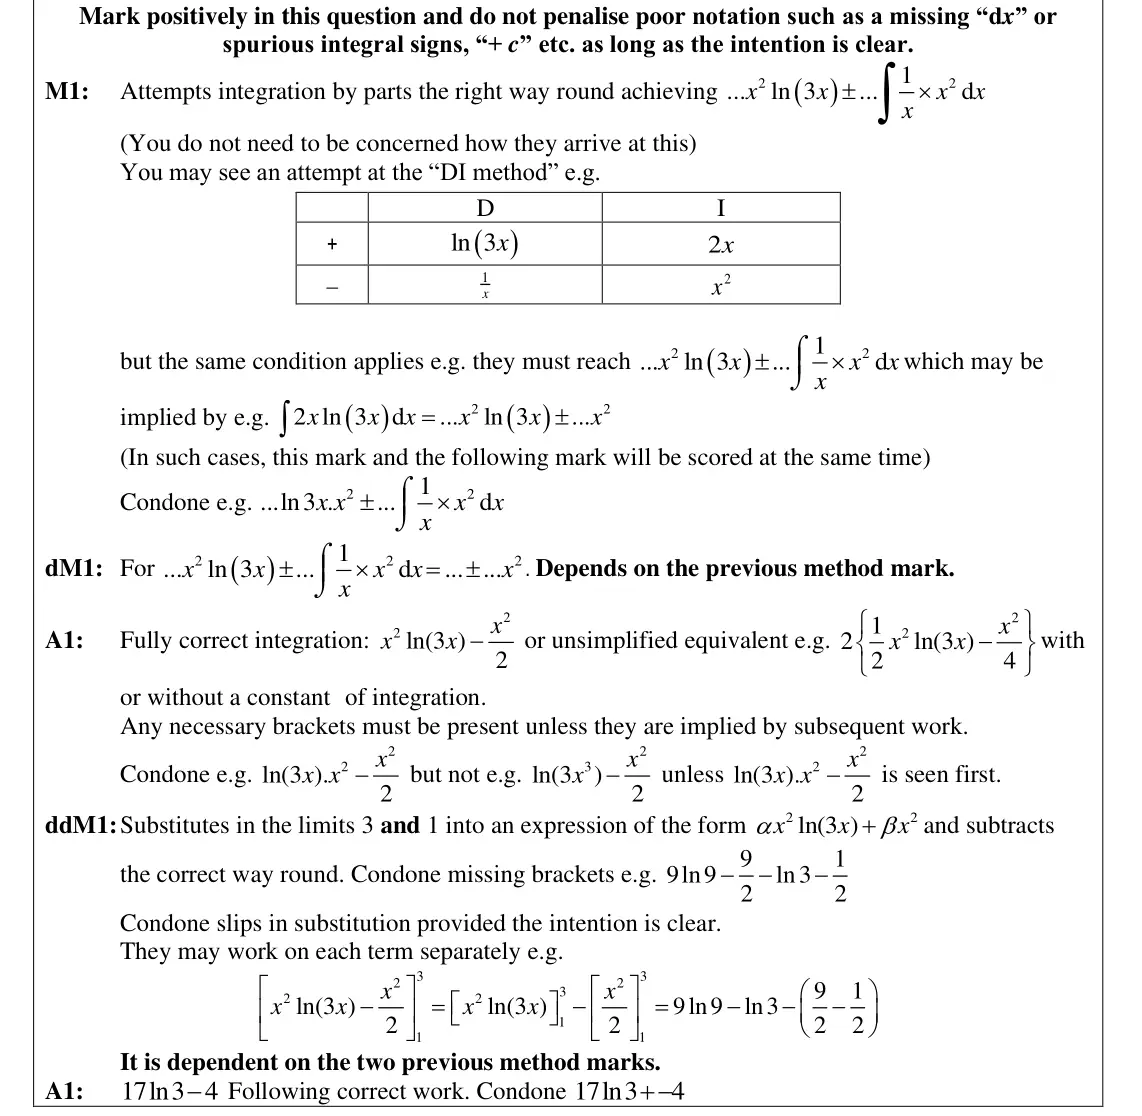 Mark positively in this question and do not penalise poor notation such as a missing “dx” or
spurious integral signs, “+ c” etc. as long as the intention is clear.
M1: Attempts integration by parts the right way round achieving ...x² ln(3x) ± ...∫ 1/x × x² dx
(You do not need to be concerned how they arrive at this)
You may see an attempt at the “DI method” e.g.
D I
+ ln(3x) 2x
− 1/x x²
but the same condition applies e.g. they must reach ...x² ln(3x) ± ...∫ 1/x × x² dx which may be
implied by e.g. ∫ 2x ln(3x) dx = ...x² ln(3x) ± ...x²
(In such cases, this mark and the following mark will be scored at the same time)
Condone e.g. ...ln 3x.x² ± ...∫ 1/x × x² dx
dM1: For ...x² ln(3x) ± ...∫ 1/x × x² dx = ... ± ...x². Depends on the previous method mark.
A1: Fully correct integration: x² ln(3x) − x²/2 or unsimplified equivalent e.g. 2{1/2 x² ln(3x) − x²/4} with
or without a constant of integration.
Any necessary brackets must be present unless they are implied by subsequent work.
Condone e.g. ln(3x).x² − x²/2 but not e.g. ln(3x³) − x²/2 unless ln(3x).x² − x²/2 is seen first.
ddM1: Substitutes in the limits 3 and 1 into an expression of the form αx² ln(3x) + βx² and subtracts
the correct way round. Condone missing brackets e.g. 9 ln 9 − 9/2 − ln 3 − 1/2
Condone slips in substitution provided the intention is clear.
They may work on each term separately e.g.
[x² ln(3x) − x²/2]₁³ = [x² ln(3x)]₁³ − [x²/2]₁³ = 9 ln 9 − ln 3 − (9/2 − 1/2)
It is dependent on the two previous method marks.
A1: 17 ln 3 − 4 Following correct work. Condone 17 ln 3 + −4